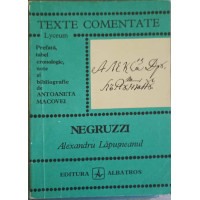 TEXTE COMENTATE
Lyceum
Prefață,
tabel
cronologic,
note
și
bibliografie
de
ANTOANETA
MACOVEI
NEGRUZZI
Alexandru Lăpușneanul
EDITURA
ALBATROS